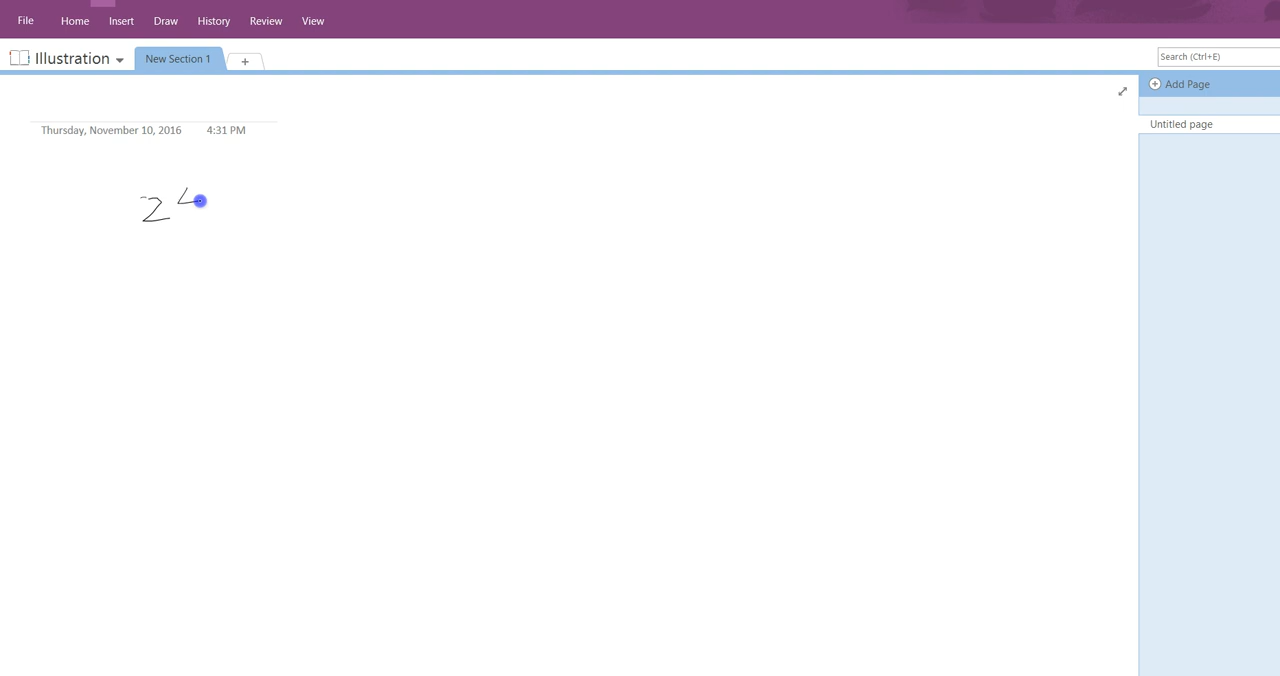 File Home Insert Draw History Review View
Illustration New Section 1 + Search (Ctrl+E)
Add Page
Untitled page
Thursday, November 10, 2016 4:31 PM
24